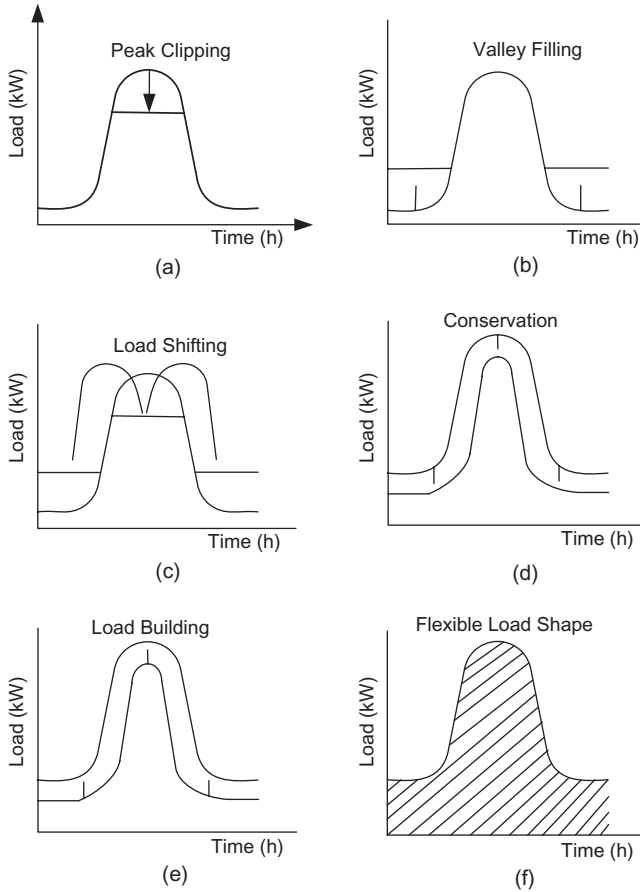 Peak Clipping
Load (kW)
Time (h)
(a)
Valley Filling
Load (kW)
Time (h)
(b)
Load Shifting
Load (kW)
Time (h)
(c)
Conservation
Load (kW)
Time (h)
(d)
Load Building
Load (kW)
Time (h)
(e)
Flexible Load Shape
Load (kW)
Time (h)
(f)